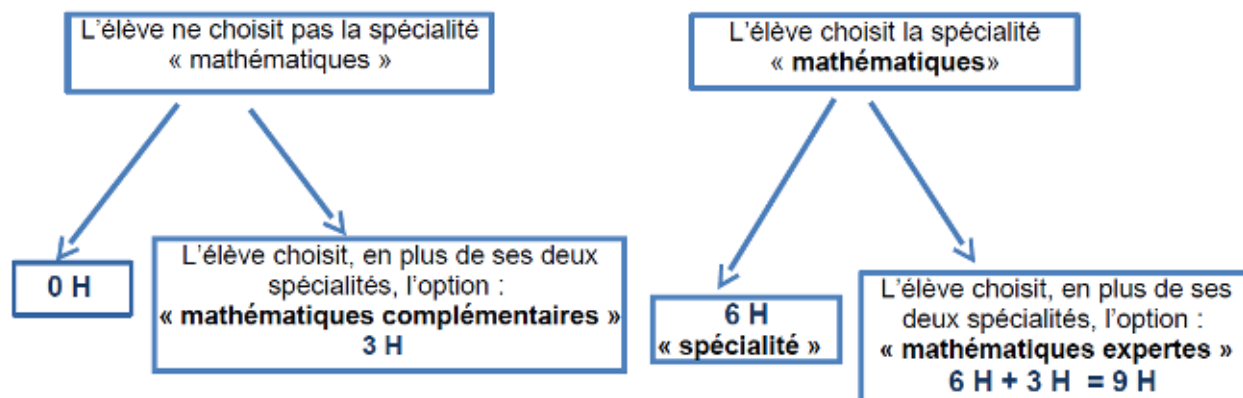 L'élève ne choisit pas la spécialité
« mathématiques »
L'élève choisit la spécialité
« mathématiques»
0 H
L'élève choisit, en plus de ses deux
spécialités, l'option :
« mathématiques complémentaires »
3 H
6 H
« spécialité »
L'élève choisit, en plus de ses
deux spécialités, l'option :
« mathématiques expertes »
6 H + 3 H = 9 H